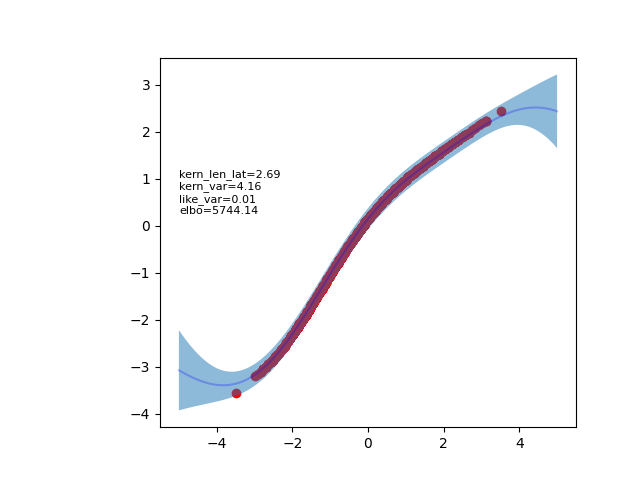 3
2
1
0
−1
−2
−3
−4
kern_len_lat=2.69
kern_var=4.16
like_var=0.01
elbo=5744.14
−4 −2 0 2 4